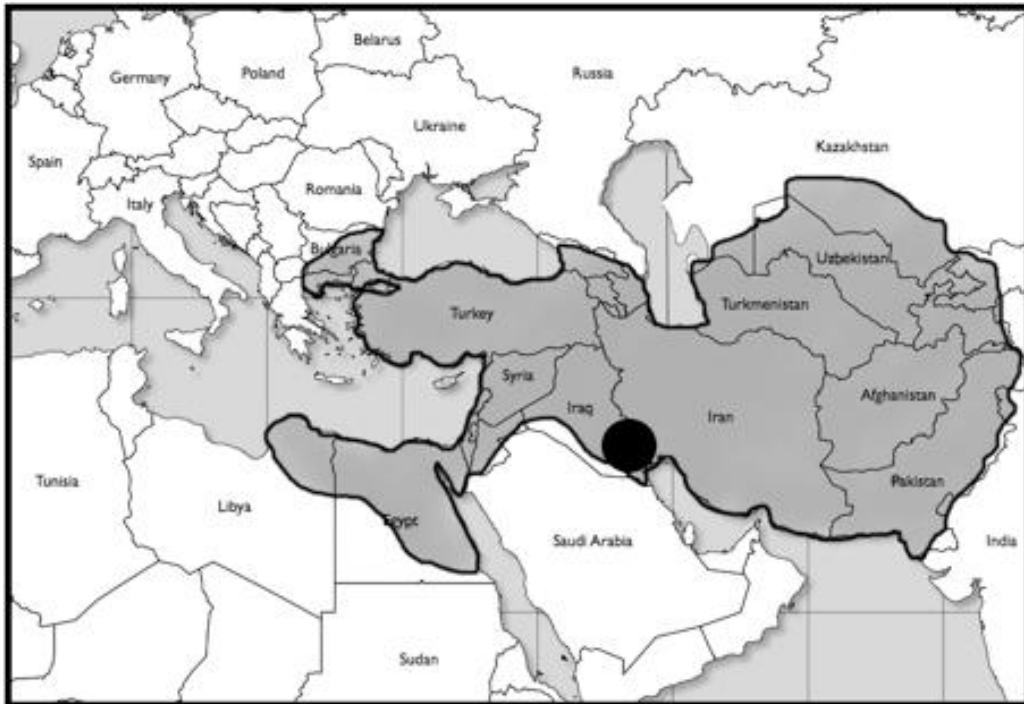 Belarus
Germany
Poland
Russia
Ukraine
Kazakhstan
Spain
Romania
Italy
Bulgaria
Uzbekistan
Turkey
Turkmenistan
Syria
Afghanistan
Iraq
Iran
Tunisia
Pakistan
Libya
Egypt
Saudi Arabia
India
Sudan